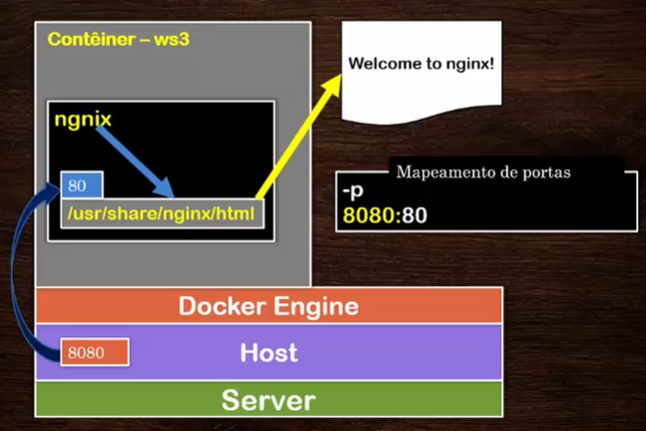 Contêiner – ws3
ngnix
80
/usr/share/nginx/html
Welcome to nginx!
Mapeamento de portas
-p
8080:80
Docker Engine
8080
Host
Server